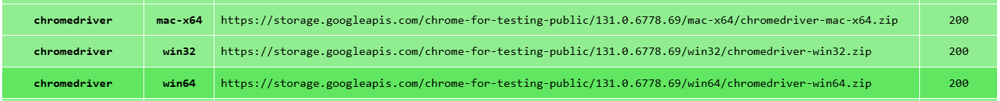 chromedriver mac-x64 https://storage.googleapis.com/chrome-for-testing-public/131.0.6778.69/mac-x64/chromedriver-mac-x64.zip 200
chromedriver win32 https://storage.googleapis.com/chrome-for-testing-public/131.0.6778.69/win32/chromedriver-win32.zip 200
chromedriver win64 https://storage.googleapis.com/chrome-for-testing-public/131.0.6778.69/win64/chromedriver-win64.zip 200